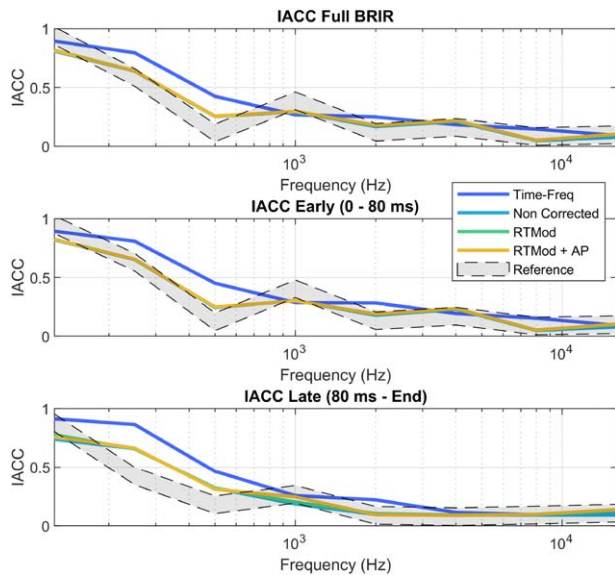 IACC Full BRIR
1
0.5
0
IACC
10³
10⁴
Frequency (Hz)
IACC Early (0 - 80 ms)
1
0.5
0
IACC
Time-Freq
Non Corrected
RTMod
RTMod + AP
Reference
10³
10⁴
Frequency (Hz)
IACC Late (80 ms - End)
1
0.5
0
IACC
10³
10⁴
Frequency (Hz)